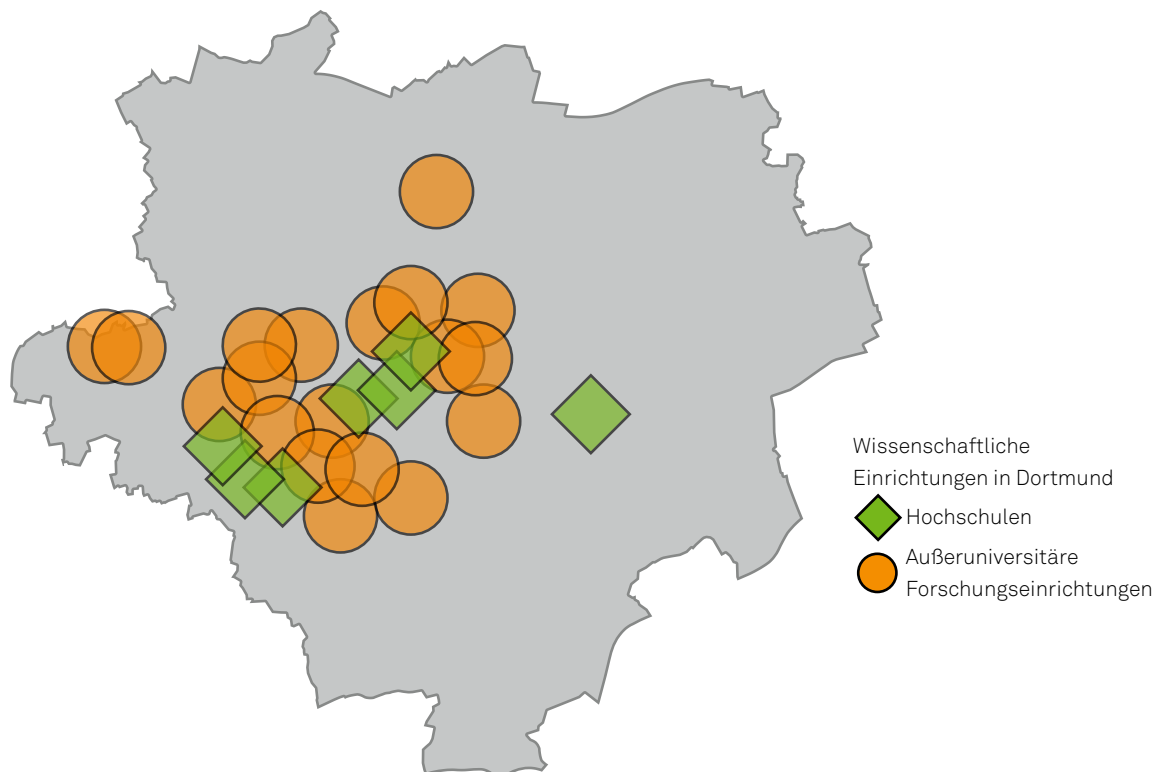 Wissenschaftliche
Einrichtungen in Dortmund
Hochschulen
Außeruniversitäre
Forschungseinrichtungen